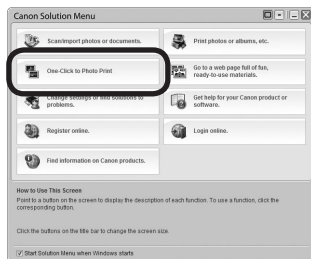 Canon Solution Menu
Scan/import photos or documents.
Print photos or albums, etc.
One-Click to Photo Print
Go to a web page full of fun,
ready-to-use materials.
Change settings or find solutions to
problems.
Get help for your Canon product or
software.
Register online.
Login online.
Find information on Canon products.
How to Use This Screen
Point to a button on the screen to display the description of each function. To use a function, click the
corresponding button.
Click the buttons on the title bar to change the screen size.
Start Solution Menu when Windows starts